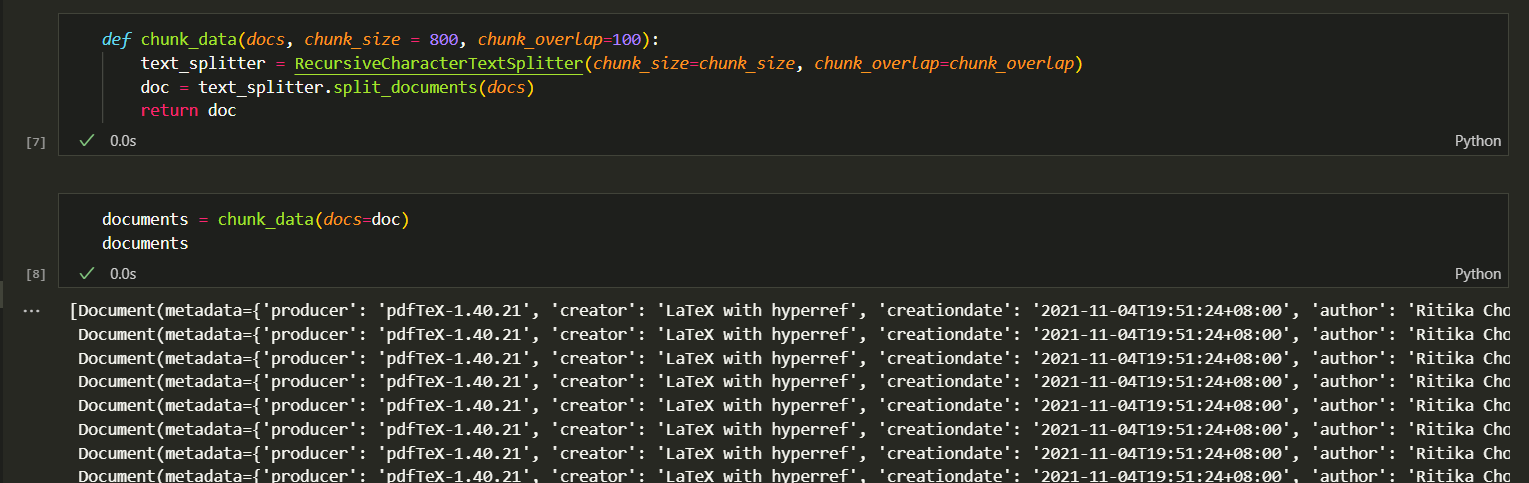 def chunk_data(docs, chunk_size = 800, chunk_overlap=100):
text_splitter = RecursiveCharacterTextSplitter(chunk_size=chunk_size, chunk_overlap=chunk_overlap)
doc = text_splitter.split_documents(docs)
return doc
[7] ✓ 0.0s Python
documents = chunk_data(docs=doc)
documents
[8] ✓ 0.0s Python
... [Document(metadata={'producer': 'pdfTeX-1.40.21', 'creator': 'LaTeX with hyperref', 'creationdate': '2021-11-04T19:51:24+08:00', 'author': 'Ritika Cho
Document(metadata={'producer': 'pdfTeX-1.40.21', 'creator': 'LaTeX with hyperref', 'creationdate': '2021-11-04T19:51:24+08:00', 'author': 'Ritika Cho
Document(metadata={'producer': 'pdfTeX-1.40.21', 'creator': 'LaTeX with hyperref', 'creationdate': '2021-11-04T19:51:24+08:00', 'author': 'Ritika Cho
Document(metadata={'producer': 'pdfTeX-1.40.21', 'creator': 'LaTeX with hyperref', 'creationdate': '2021-11-04T19:51:24+08:00', 'author': 'Ritika Cho
Document(metadata={'producer': 'pdfTeX-1.40.21', 'creator': 'LaTeX with hyperref', 'creationdate': '2021-11-04T19:51:24+08:00', 'author': 'Ritika Cho
Document(metadata={'producer': 'pdfTeX-1.40.21', 'creator': 'LaTeX with hyperref', 'creationdate': '2021-11-04T19:51:24+08:00', 'author': 'Ritika Cho
Document(metadata={'producer': 'pdfTeX-1.40.21', 'creator': 'LaTeX with hyperref', 'creationdate': '2021-11-04T19:51:24+08:00', 'author': 'Ritika Cho
Document(metadata={'producer': 'pdfTeX-1.40.21', 'creator': 'LaTeX with hyperref', 'creationdate': '2021-11-04T19:51:24+08:00', 'author': 'Ritika Cho